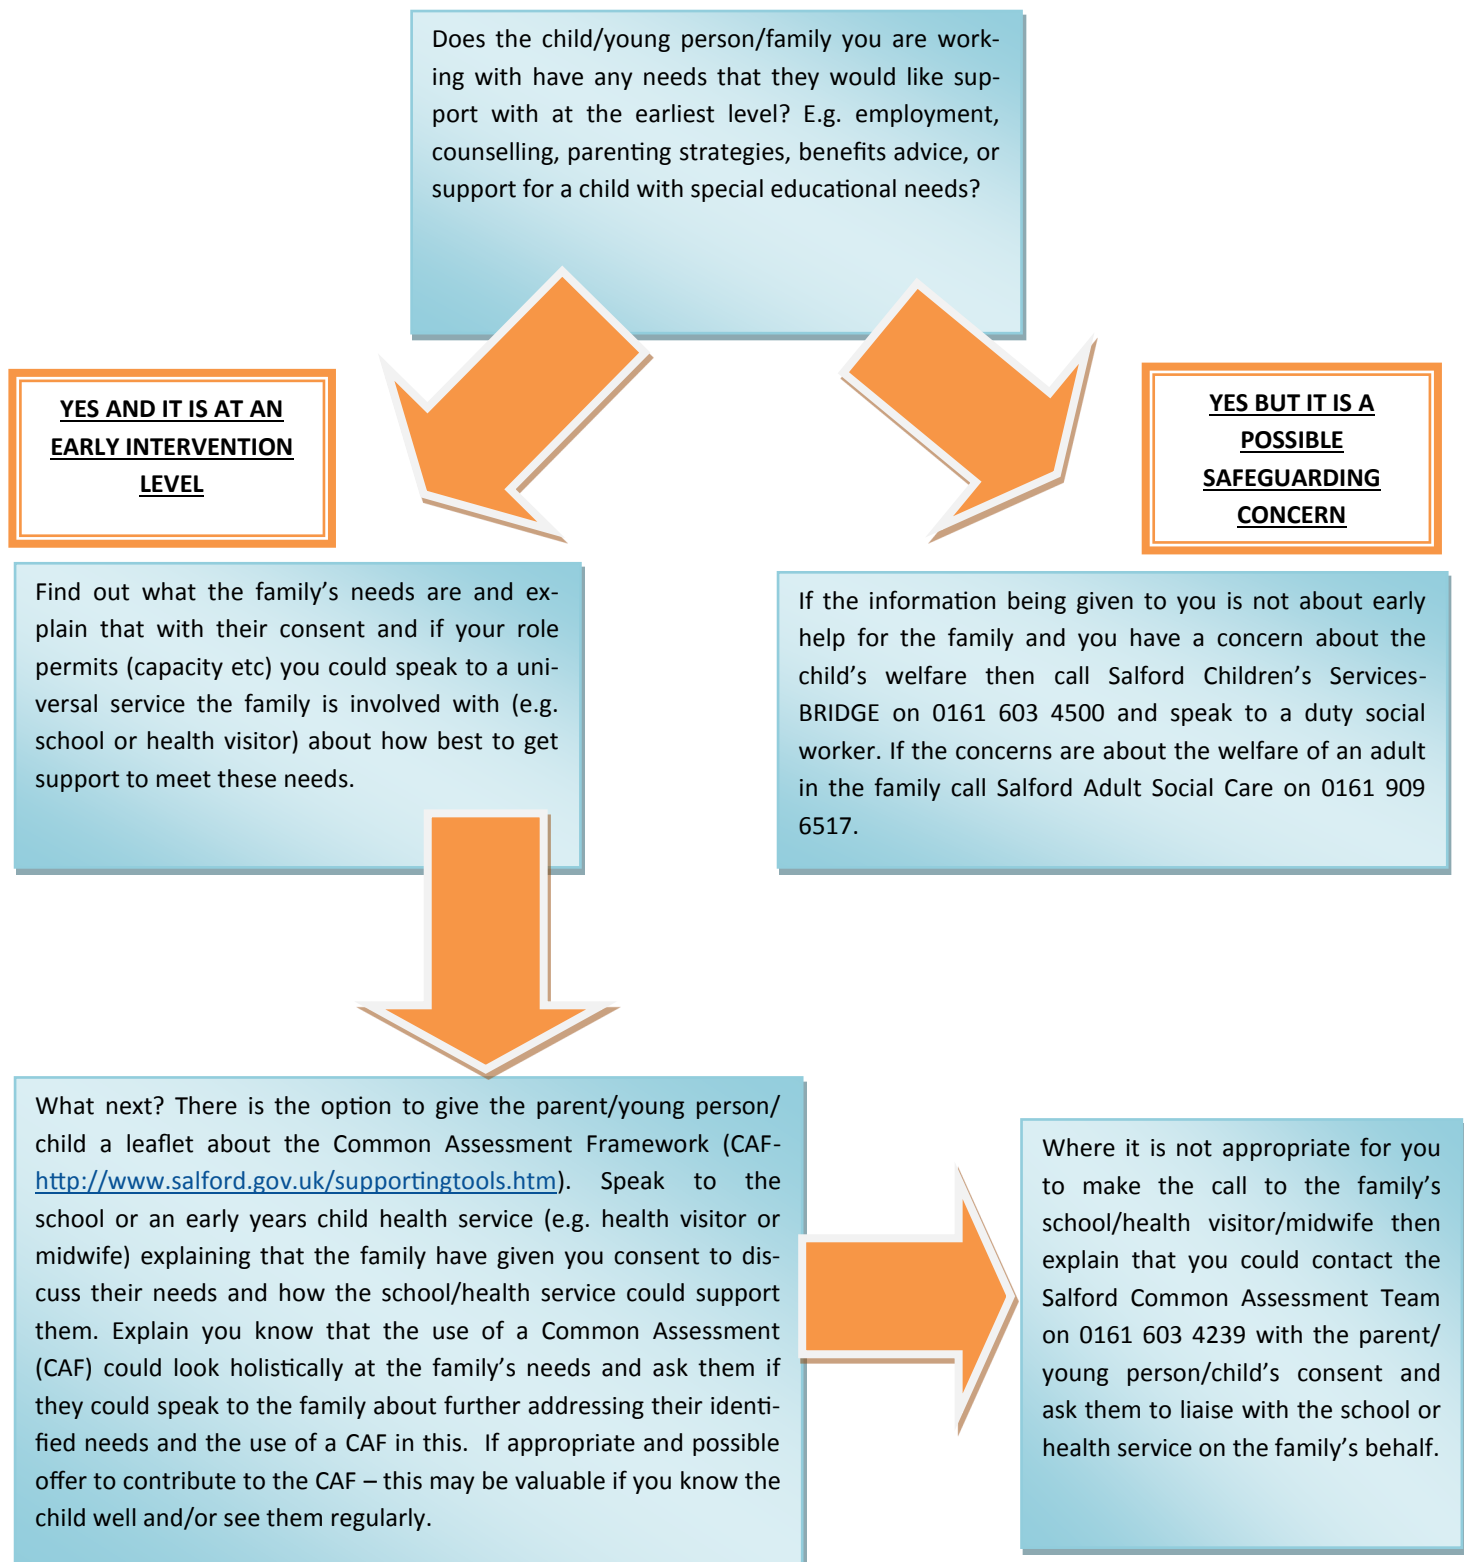 Does the child/young person/family you are work-
ing with have any needs that they would like sup-
port with at the earliest level? E.g. employment,
counselling, parenting strategies, benefits advice, or
support for a child with special educational needs?
YES AND IT IS AT AN
EARLY INTERVENTION
LEVEL
YES BUT IT IS A
POSSIBLE
SAFEGUARDING
CONCERN
Find out what the family’s needs are and ex-
plain that with their consent and if your role
permits (capacity etc) you could speak to a uni-
versal service the family is involved with (e.g.
school or health visitor) about how best to get
support to meet these needs.
If the information being given to you is not about early
help for the family and you have a concern about the
child’s welfare then call Salford Children’s Services-
BRIDGE on 0161 603 4500 and speak to a duty social
worker. If the concerns are about the welfare of an adult
in the family call Salford Adult Social Care on 0161 909
6517.
What next? There is the option to give the parent/young person/
child a leaflet about the Common Assessment Framework (CAF-
http://www.salford.gov.uk/supportingtools.htm). Speak to the
school or an early years child health service (e.g. health visitor or
midwife) explaining that the family have given you consent to dis-
cuss their needs and how the school/health service could support
them. Explain you know that the use of a Common Assessment
(CAF) could look holistically at the family’s needs and ask them if
they could speak to the family about further addressing their identi-
fied needs and the use of a CAF in this.  If appropriate and possible
offer to contribute to the CAF – this may be valuable if you know the
child well and/or see them regularly.
Where it is not appropriate for you
to make the call to the family’s
school/health visitor/midwife then
explain that you could contact the
Salford Common Assessment Team
on 0161 603 4239 with the parent/
young person/child’s consent and
ask them to liaise with the school or
health service on the family’s behalf.